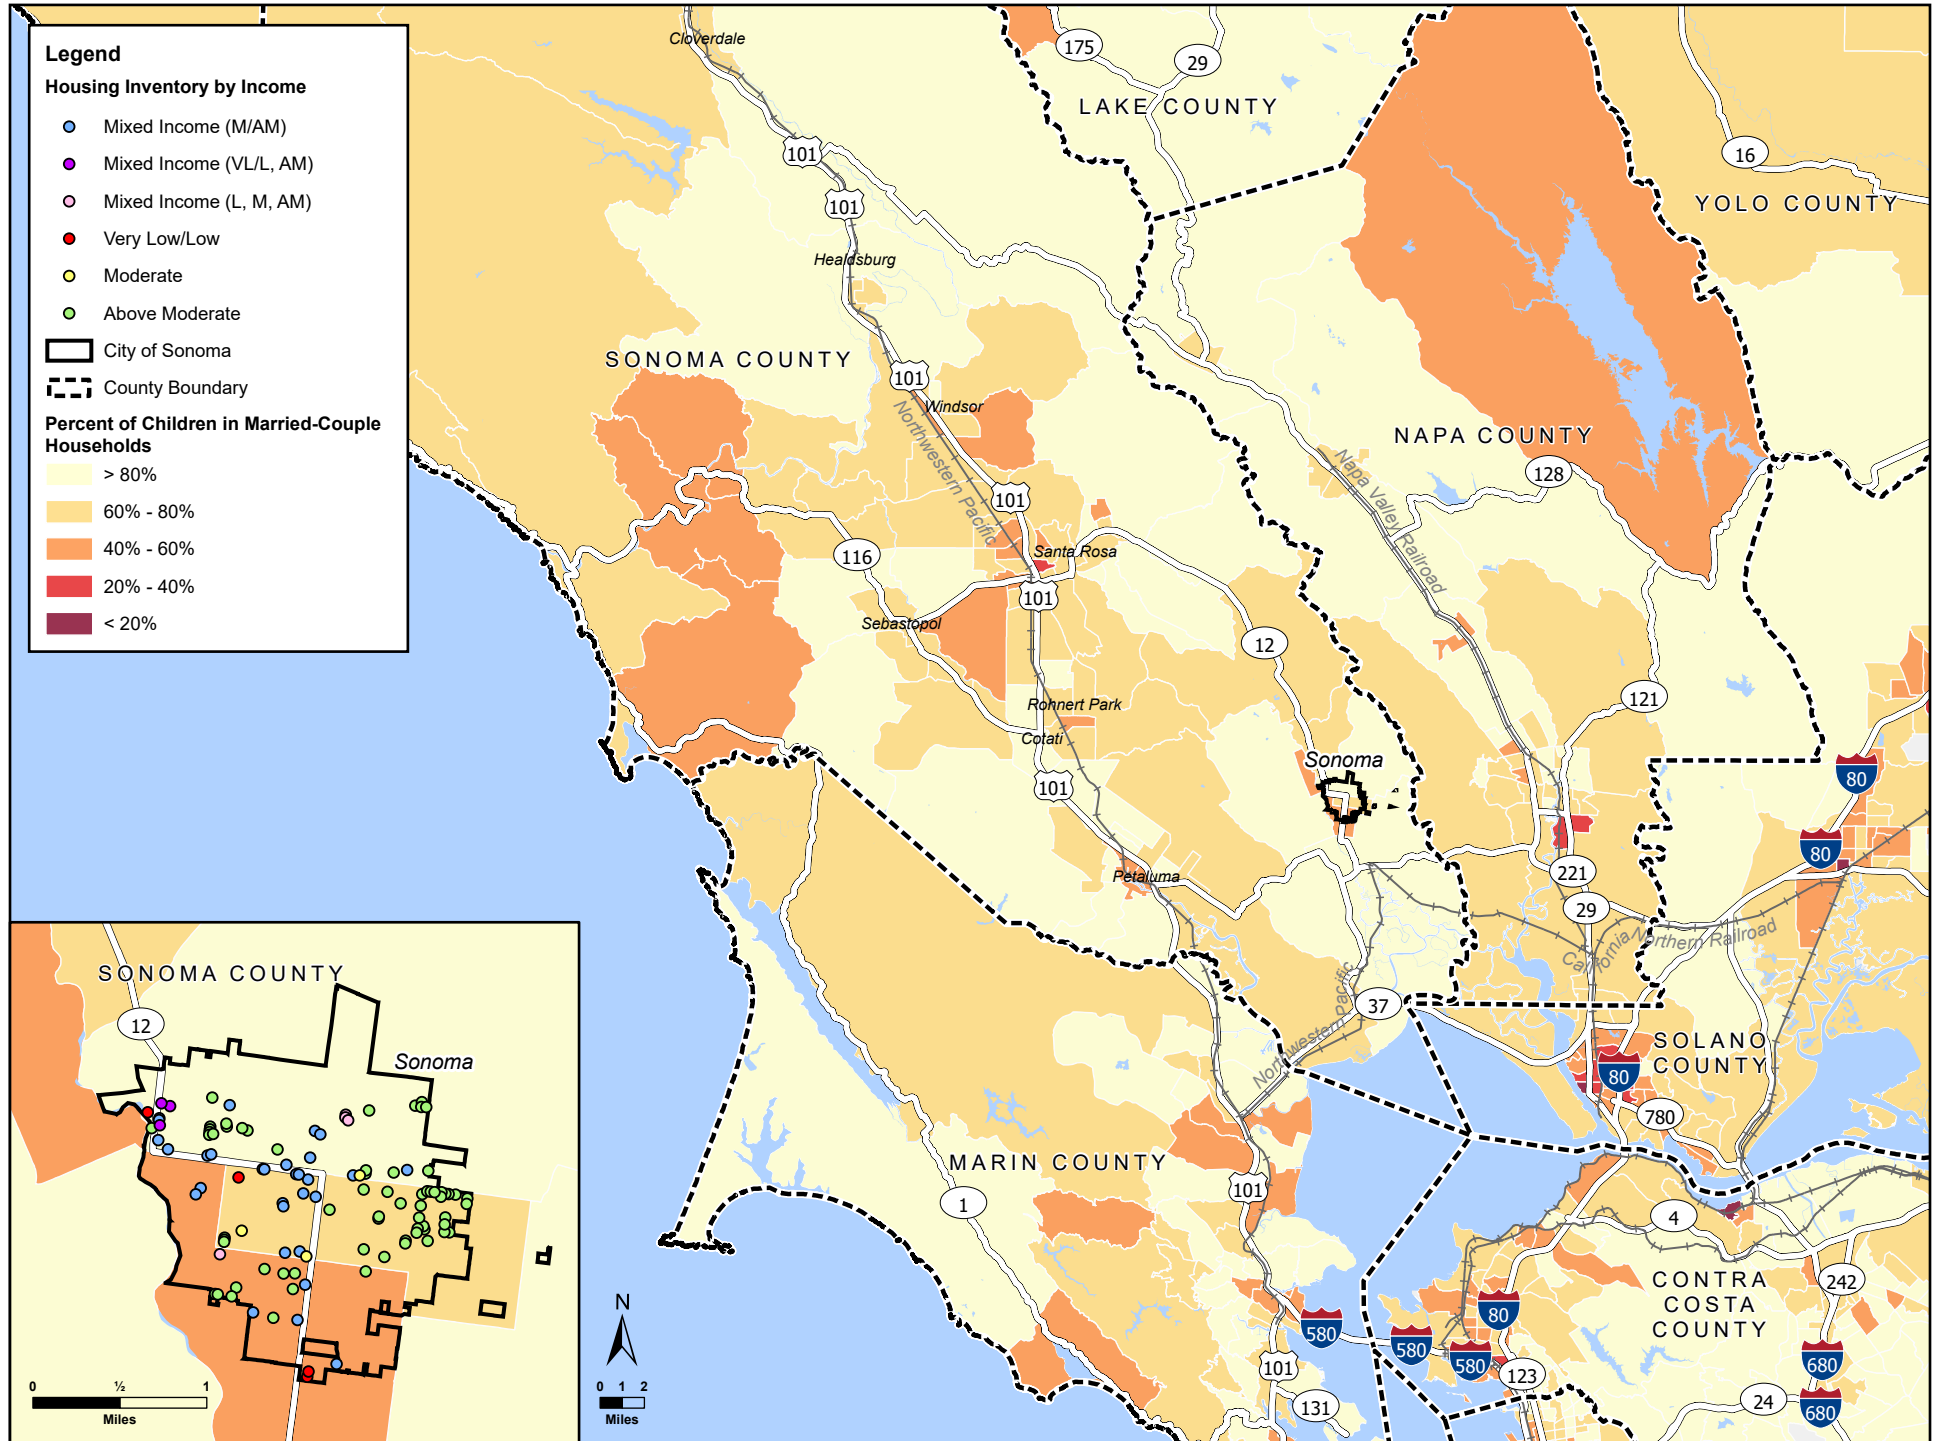 Legend
Housing Inventory by Income
Mixed Income (M/AM)
Mixed Income (VL/L, AM)
Mixed Income (L, M, AM)
Very Low/Low
Moderate
Above Moderate
City of Sonoma
County Boundary
Percent of Children in Married-Couple
Households
> 80%
60% - 80%
40% - 60%
20% - 40%
< 20%
Cloverdale
175
29
LAKE COUNTY
101
16
101
YOLO COUNTY
Healdsburg
SONOMA COUNTY
101
Windsor
Northwestern Pacific
NAPA COUNTY
128
Napa Valley Railroad
101
116
Santa Rosa
101
Sebastopol
12
121
Rohnert Park
Cotati
Sonoma
101
80
80
Petaluma
221
29
California Northern Railroad
37
Northwestern Pacific
SOLANO
COUNTY
80
780
MARIN COUNTY
101
1
4
CONTRA
COSTA
COUNTY
242
80
580
580
580
680
101
123
131
24
680
SONOMA COUNTY
12
Sonoma
0 ½ 1
Miles
N
0 1 2
Miles